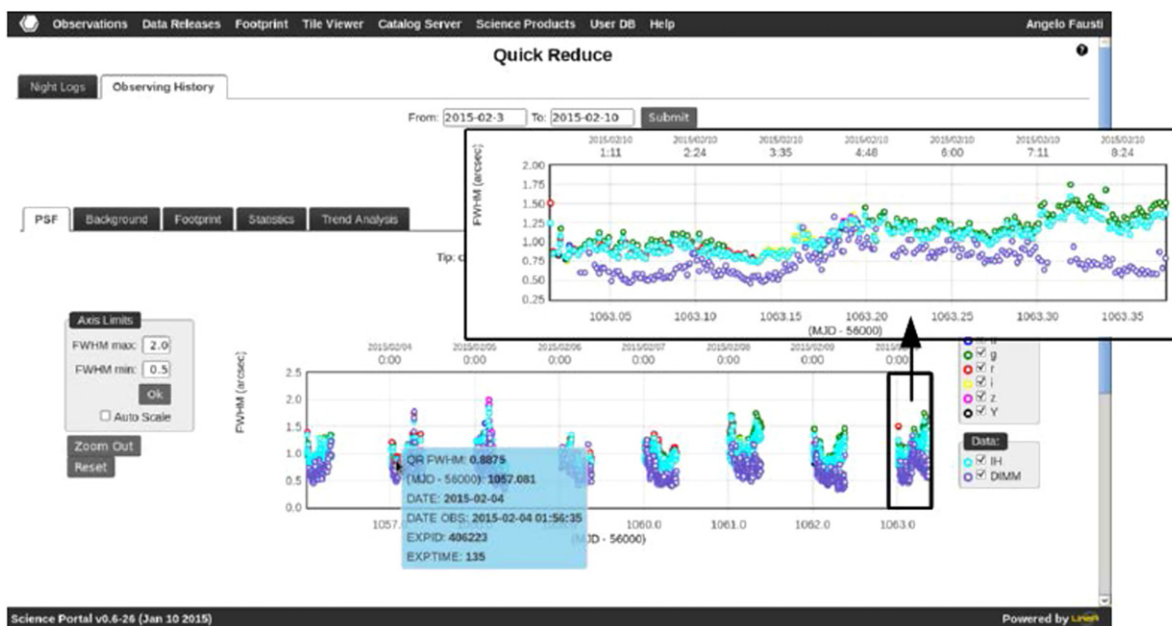 Observations Data Releases Footprint Tile Viewer Catalog Server Science Products User DB Help Angelo Fausti
Quick Reduce
?
Night Logs Observing History
From: 2015-02-3 To: 2015-02-10 Submit
PSF Background Footprint Statistics Trend Analysis
Tip: c
2015/02/10 2015/02/10 2015/02/10 2015/02/10 2015/02/10 2015/02/10 2015/02/10
1:11 2:24 3:35 4:48 6:00 7:11 8:24
FWHM (arcsec)
2.00
1.75
1.50
1.25
1.00
0.75
0.50
0.25
1063.05 1063.10 1063.15 1063.20 1063.25 1063.30 1063.35
(MJD - 56000)
Axis Limits
FWHM max: 2.0
FWHM min: 0.5
Ok
Auto Scale
Zoom Out
Reset
2015/02/04 2015/02/05 2015/02/06 2015/02/07 2015/02/08 2015/02/09
0:00 0:00 0:00 0:00 0:00 0:00 0:00
FWHM (arcsec)
2.5
2.0
1.5
1.0
0.5
0.0
1057. 1060.0 1061.0 1062.0 1063.0
D - 56000)
QR FWHM: 0.8875
(MJD - 56000): 1057.081
DATE: 2015-02-04
DATE OBS: 2015-02-04 01:56:35
EXPID: 406223
EXPTIME: 135
g
r
i
z
Y
Data:
IH
DIMM
Science Portal v0.6-26 (Jan 10 2015) Powered by LIneA